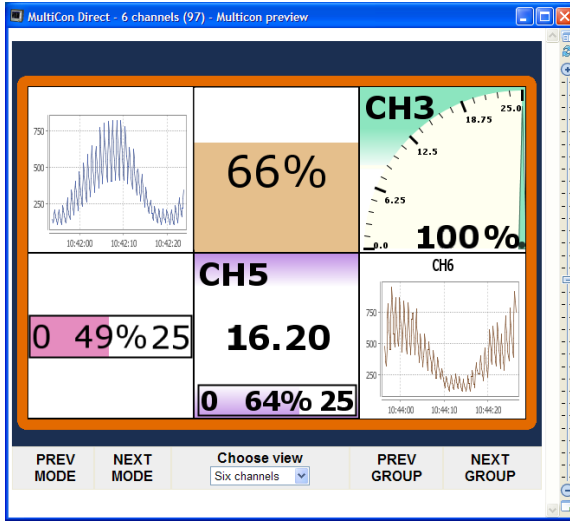 MultiCon Direct - 6 channels (97) - Multicon preview
750
500
250
10:42:00 10:42:10 10:42:20
66%
CH3
0.0
6.25
12.5
18.75
25.0
100%
0 49% 25
CH5
16.20
0 64% 25
CH6
750
500
250
10:44:00 10:44:10 10:44:20
PREV MODE
NEXT MODE
Choose view
Six channels
PREV GROUP
NEXT GROUP